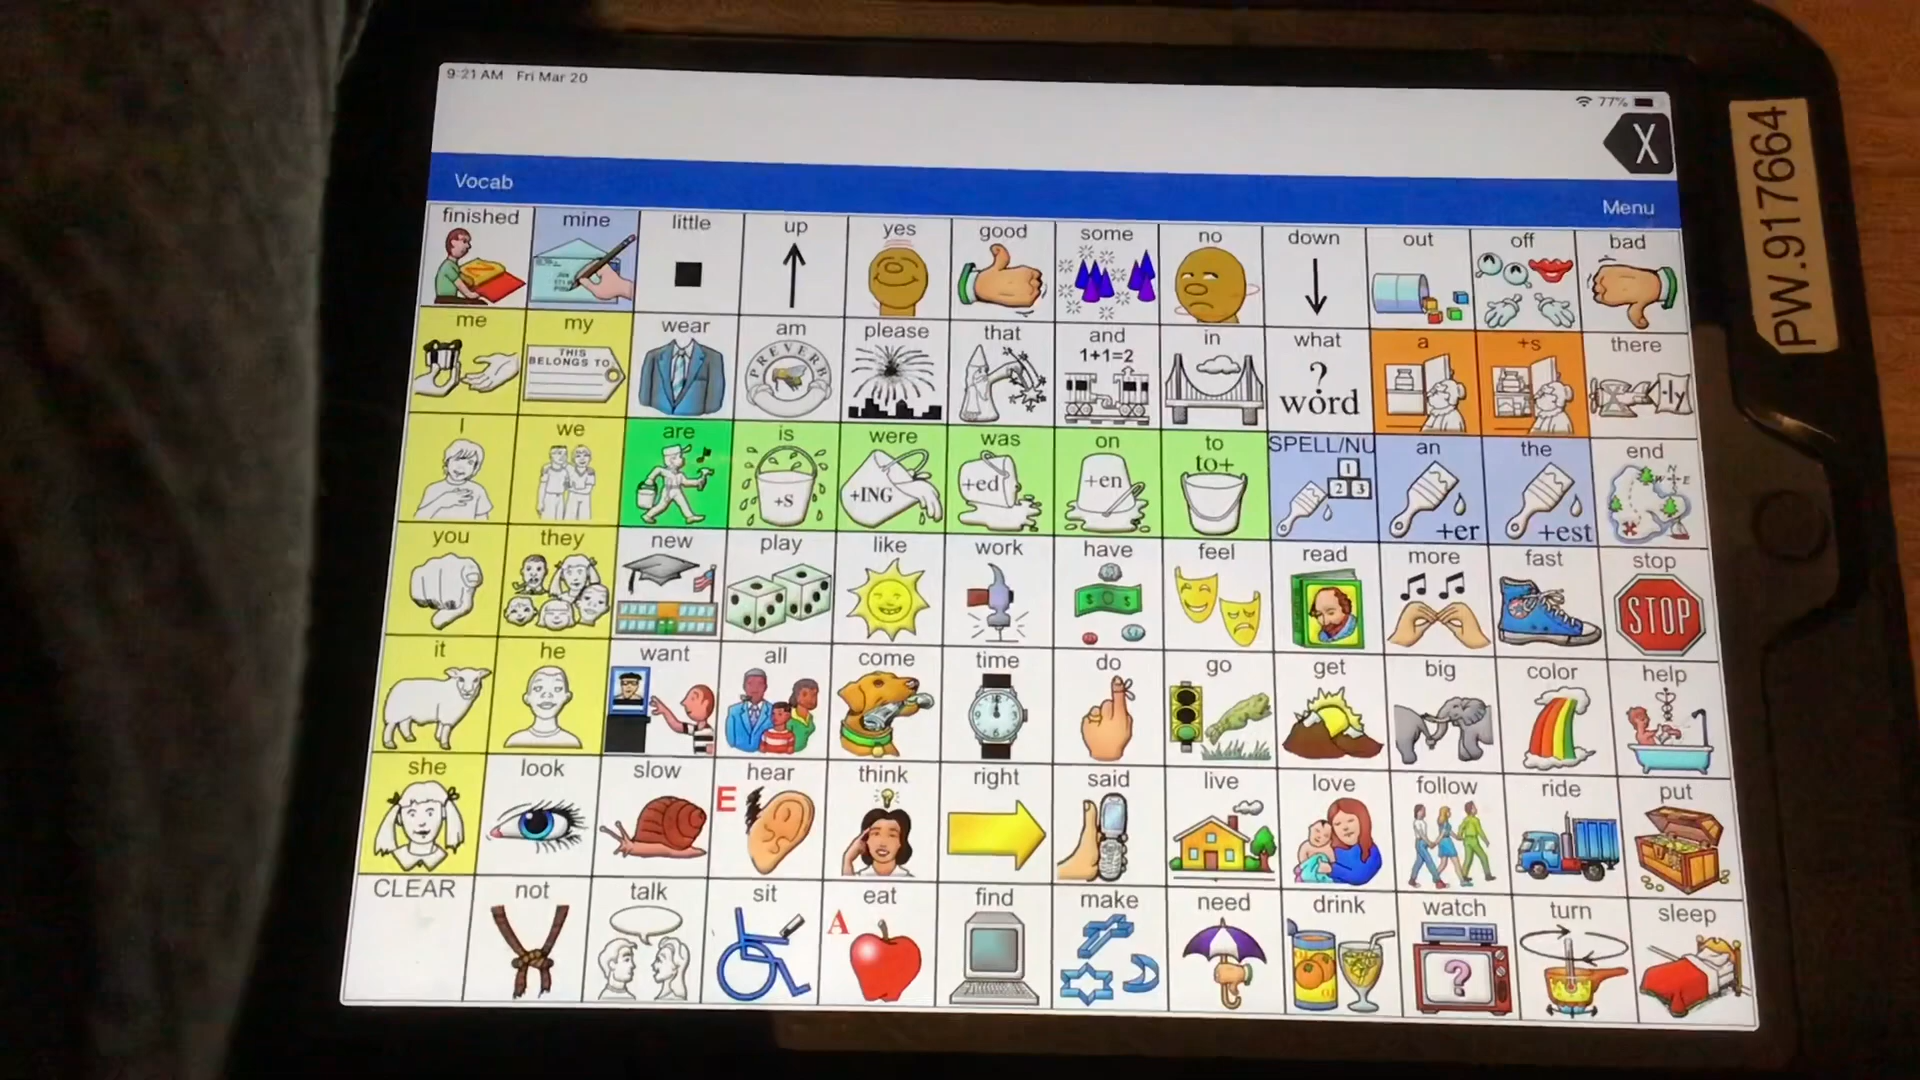 9:21 AM Fri Mar 20
77%
X
Vocab
Menu
finished mine little up yes good some no down out off bad
me my wear am please that and in what a +s there
THIS BELONGS TO:
PREVERB
1+1=2
?
word
-ly
I we are is were was on to SPELL/NU an the end
+S
+ING
+ed
+en
to+
1
2 3
+er
+est
N
W E
you they new play like work have feel read more fast stop
STOP
it he want all come time do go get big color help
she look slow hear think right said live love follow ride put
E
CLEAR not talk sit eat find make need drink watch turn sleep
A
?
PW.917664